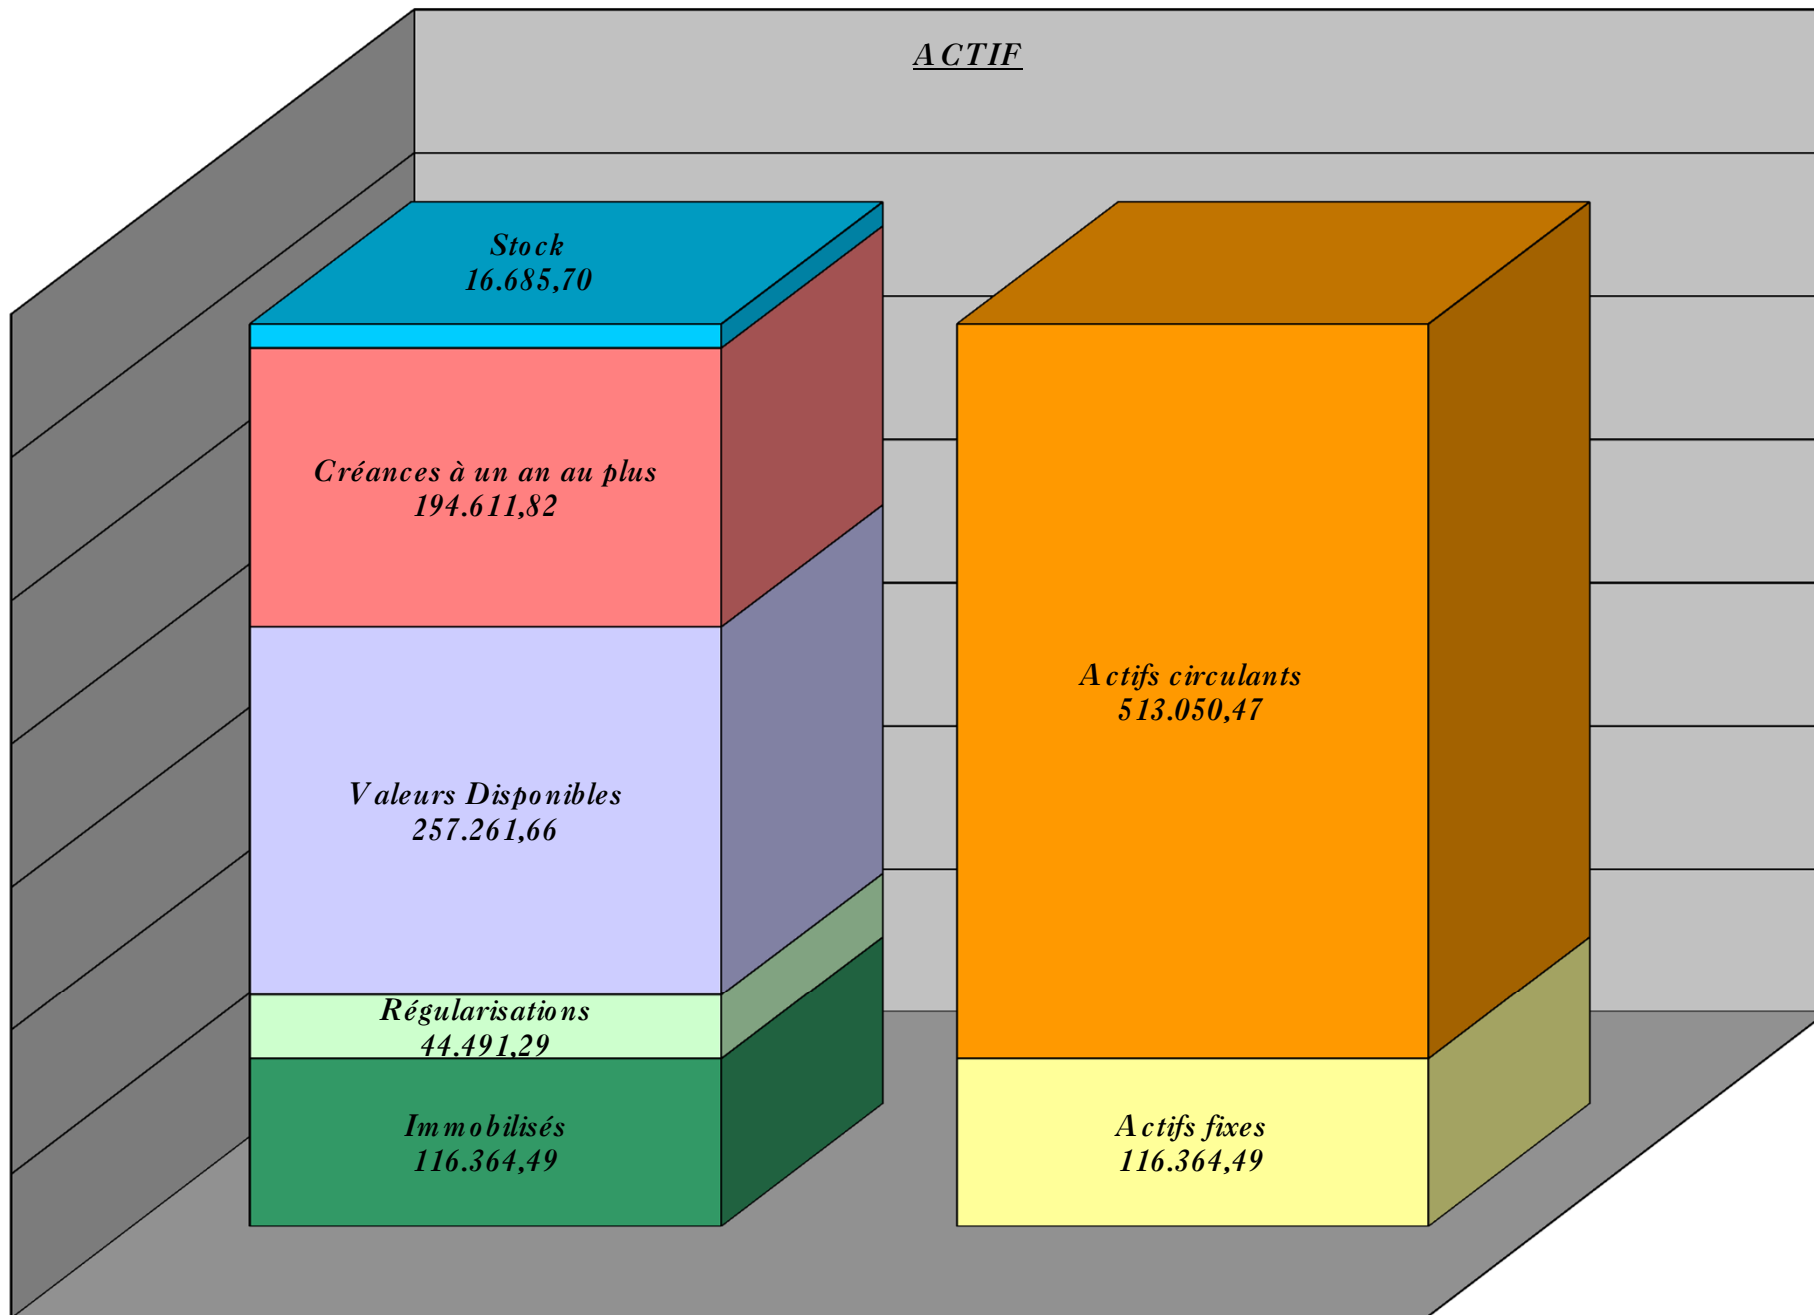 ACTIF
Stock
16.685,70
Créances à un an au plus
194.611,82
Valeurs Disponibles
257.261,66
Régularisations
44.491,29
Immobilisés
116.364,49
Actifs circulants
513.050,47
Actifs fixes
116.364,49